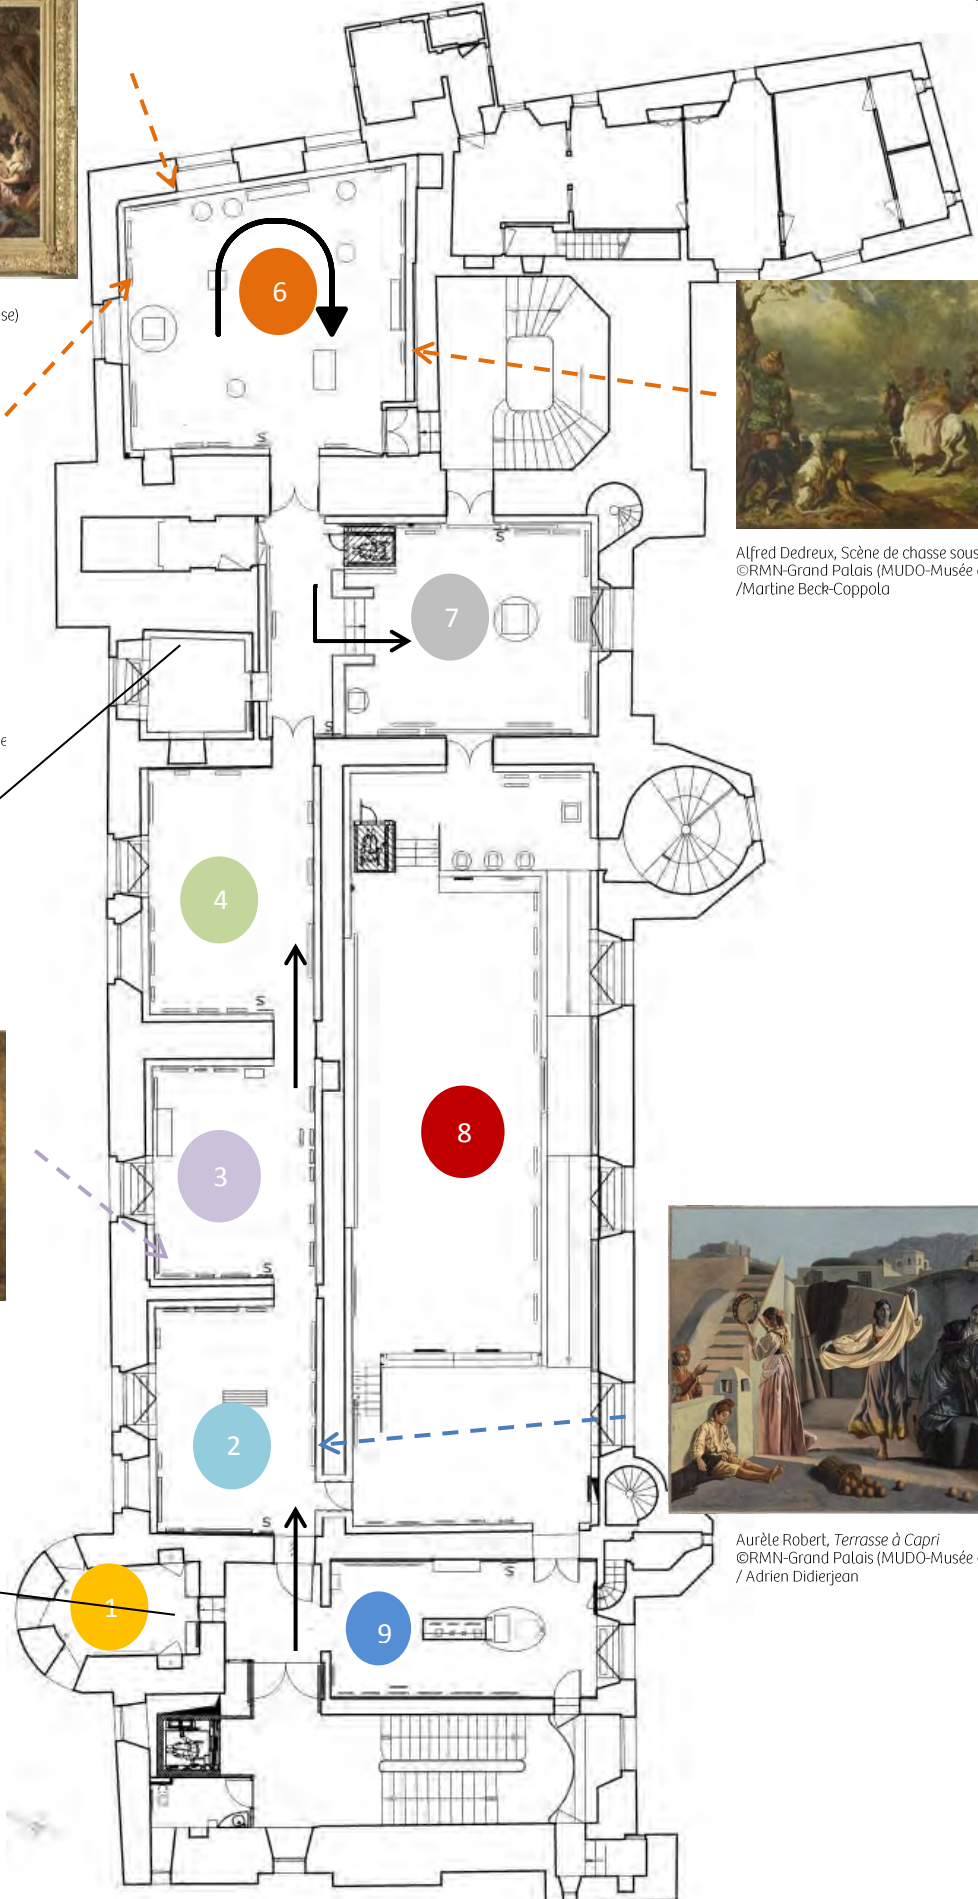 se)
6
Alfred Dedreux, Scène de chasse sous
©RMN-Grand Palais (MUDO-Musée
/Martine Beck-Coppola
7
e
4
S
8
3
S
2
S
Aurèle Robert, Terrasse à Capri
©RMN-Grand Palais (MUDO-Musée
/ Adrien Didierjean
1
9
S